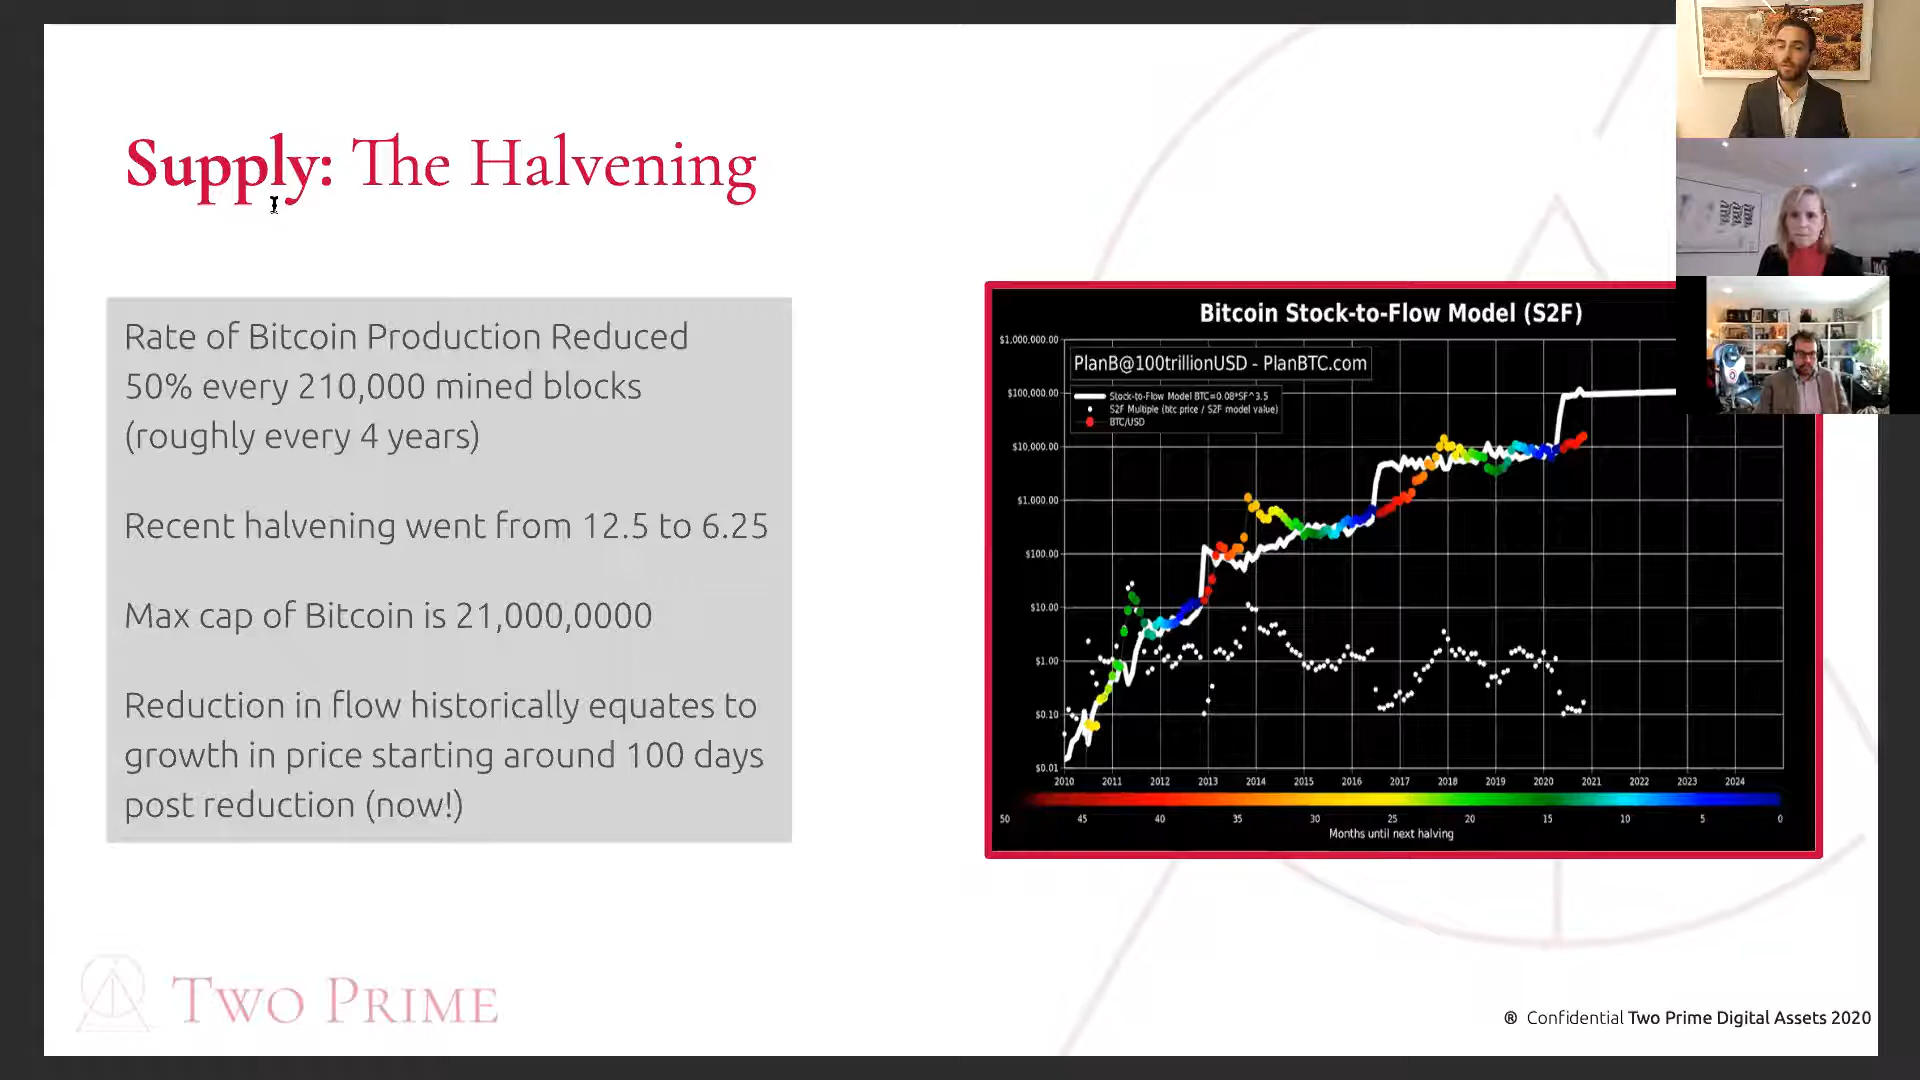 Supply: The Halvening
Rate of Bitcoin Production Reduced
50% every 210,000 mined blocks
(roughly every 4 years)
Recent halvening went from 12.5 to 6.25
Max cap of Bitcoin is 21,000,0000
Reduction in flow historically equates to
growth in price starting around 100 days
post reduction (now!)
Bitcoin Stock-to-Flow Model (S2F)
PlanB@100trillionUSD - PlanBTC.com
Stock-to-Flow Model BTC=0.08*SF^3.5
S2F Multiple (btc price / S2F model value)
BTC/USD
$1,000,000.00
$100,000.00
$10,000.00
$1,000.00
$100.00
$10.00
$1.00
$0.10
$0.01
2010 2011 2012 2013 2014 2015 2016 2017 2018 2019 2020 2021 2022 2023 2024
50 45 40 35 30 25 20 15 10 5 0
Months until next halving
TWO PRIME
® Confidential Two Prime Digital Assets 2020